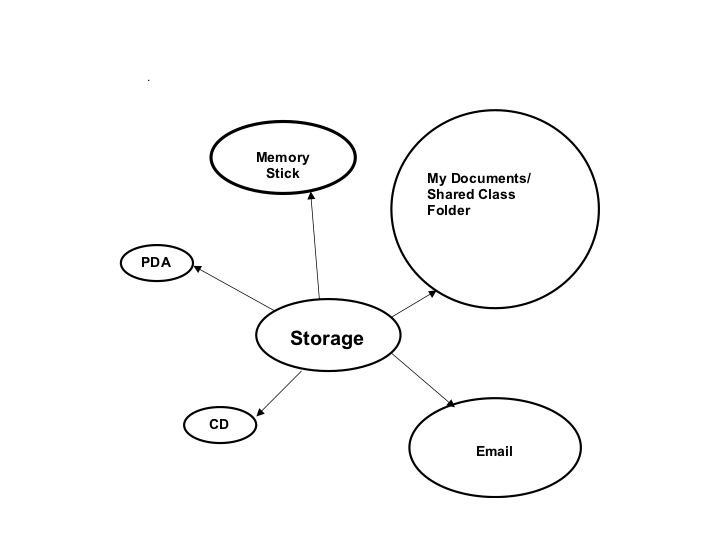 .
Memory
Stick
My Documents/
Shared Class
Folder
PDA
Storage
CD
Email